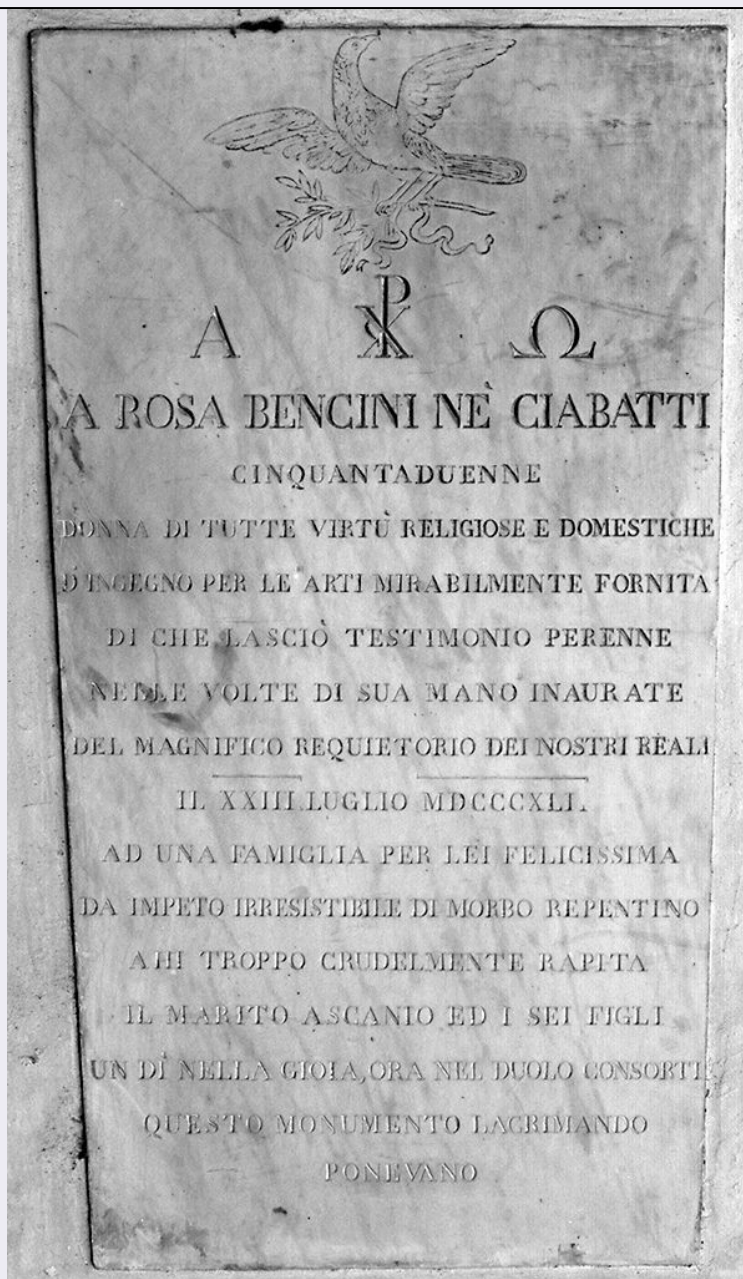 A ☧ Ω
A ROSA BENCINI NE' CIABATTI
CINQUANTADUENNE
DONNA DI TUTTE VIRTÙ RELIGIOSE E DOMESTICHE
D'INGEGNO PER LE ARTI MIRABILMENTE FORNITA
DI CHE LASCIÒ TESTIMONIO PERENNE
NELLE VOLTE DI SUA MANO INAURATE
DEL MAGNIFICO REQUIETORIO DEI NOSTRI REALI
IL XXIII LUGLIO MDCCCXLI.
AD UNA FAMIGLIA PER LEI FELICISSIMA
DA IMPETO IRRESISTIBILE DI MORBO REPENTINO
AHI TROPPO CRUDELMENTE RAPITA
IL MARITO ASCANIO ED I SEI FIGLI
UN DÌ NELLA GIOIA, ORA NEL DUOLO CONSORTI
QUESTO MONUMENTO LACRIMANDO
PONEVANO